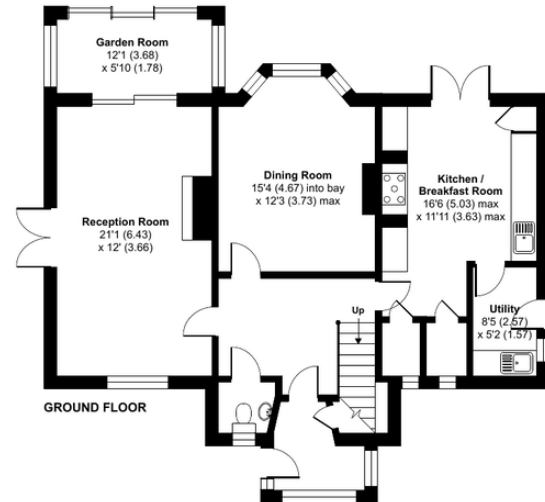 Garden Room
12'1 (3.68)
x 5'10 (1.78)
Dining Room
15'4 (4.67) into bay
x 12'3 (3.73) max
Kitchen /
Breakfast Room
16'6 (5.03) max
x 11'11 (3.63) max
Reception Room
21'1 (6.43)
x 12' (3.66)
Up
Utility
8'5 (2.57)
x 5'2 (1.57)
GROUND FLOOR